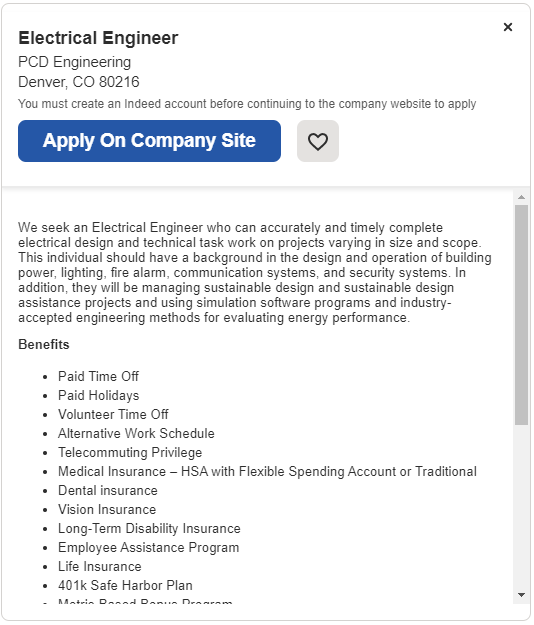 Electrical Engineer
PCD Engineering
Denver, CO 80216
You must create an Indeed account before continuing to the company website to apply
Apply On Company Site
We seek an Electrical Engineer who can accurately and timely complete
electrical design and technical task work on projects varying in size and scope.
This individual should have a background in the design and operation of building
power, lighting, fire alarm, communication systems, and security systems. In
addition, they will be managing sustainable design and sustainable design
assistance projects and using simulation software programs and industry-
accepted engineering methods for evaluating energy performance.
Benefits
Paid Time Off
Paid Holidays
Volunteer Time Off
Alternative Work Schedule
Telecommuting Privilege
Medical Insurance – HSA with Flexible Spending Account or Traditional
Dental insurance
Vision Insurance
Long-Term Disability Insurance
Employee Assistance Program
Life Insurance
401k Safe Harbor Plan
Metric Based Bonus Program